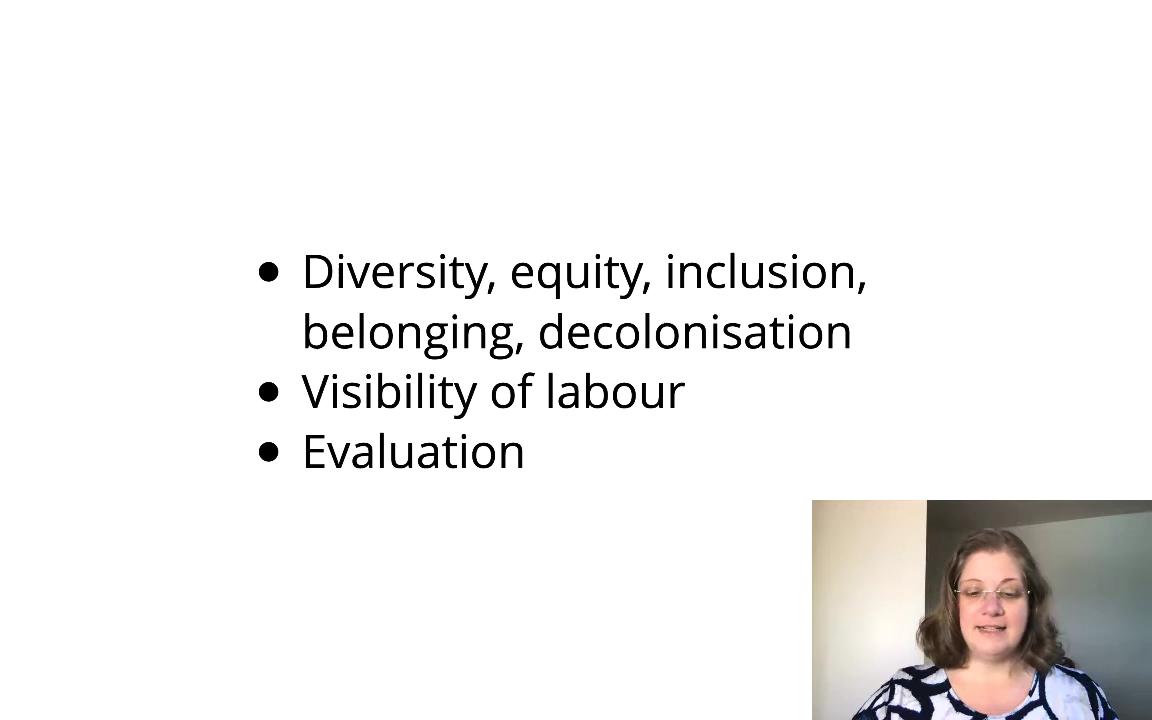 ● Diversity, equity, inclusion,
belonging, decolonisation
● Visibility of labour
● Evaluation